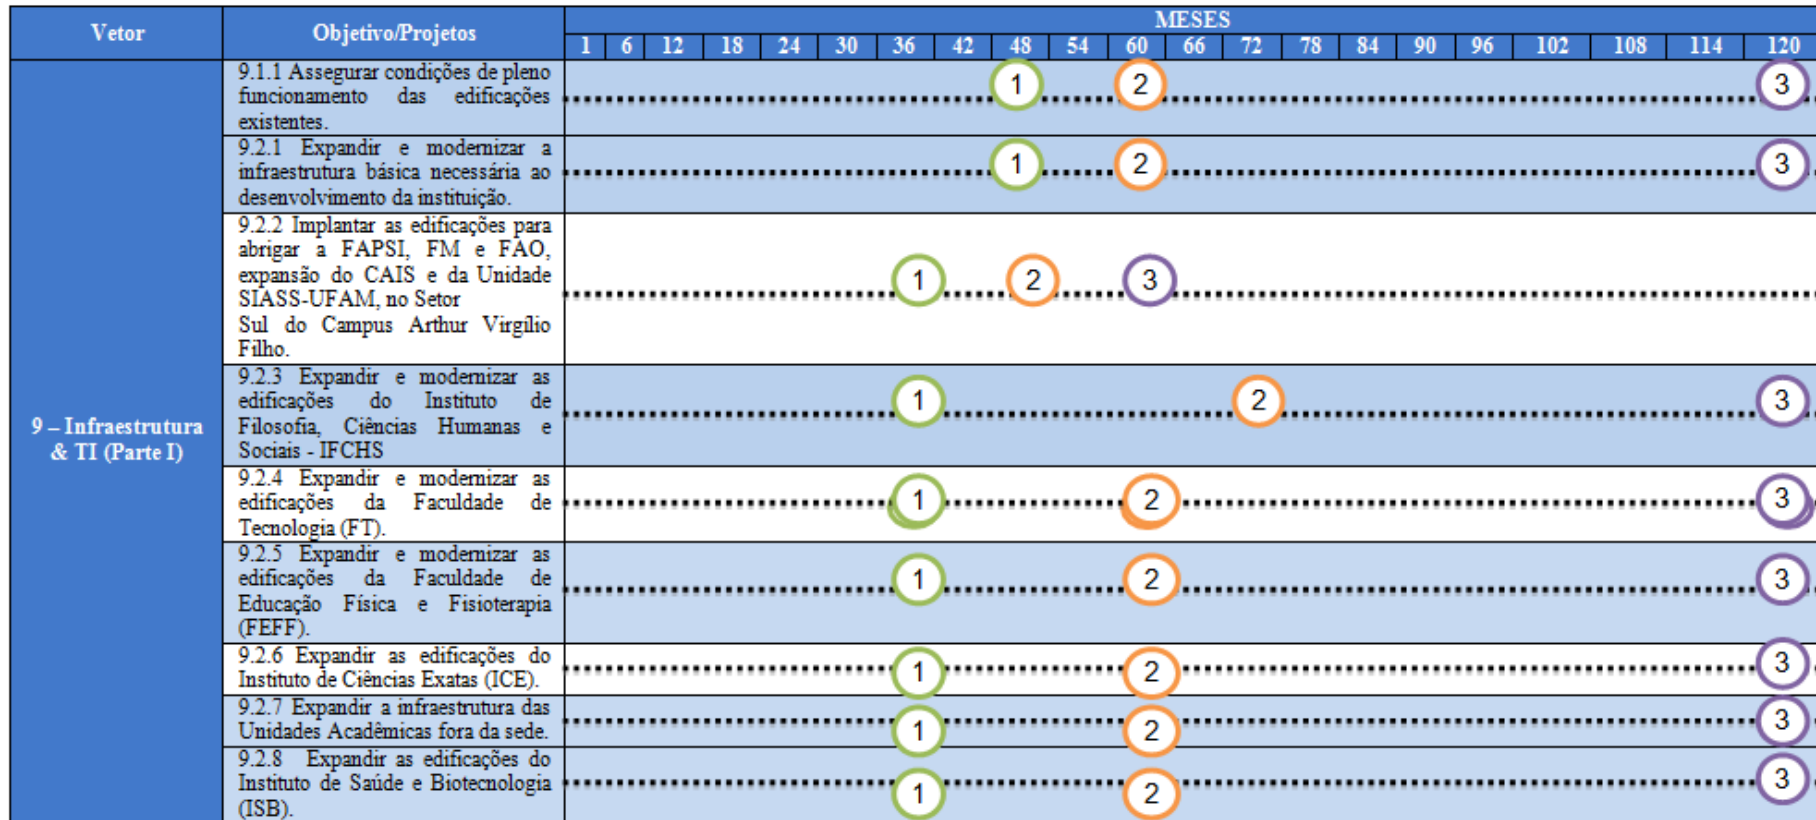 Vetor
Objetivo/Projetos
MESES
1 6 12 18 24 30 36 42 48 54 60 66 72 78 84 90 96 102 108 114 120
9 – Infraestrutura
& TI (Parte I)
9.1.1 Assegurar condições de pleno
funcionamento das edificações
existentes.
1 2 3
9.2.1 Expandir e modernizar a
infraestrutura básica necessária ao
desenvolvimento da instituição.
1 2 3
9.2.2 Implantar as edificações para
abrigar a FAPSI, FM e FAO,
expansão do CAIS e da Unidade
SIASS-UFAM, no Setor
Sul do Campus Arthur Virgílio
Filho.
1 2 3
9.2.3 Expandir e modernizar as
edificações do Instituto de
Filosofia, Ciências Humanas e
Sociais - IFCHS
1 2 3
9.2.4 Expandir e modernizar as
edificações da Faculdade de
Tecnologia (FT).
1 2 3
9.2.5 Expandir e modernizar as
edificações da Faculdade de
Educação Física e Fisioterapia
(FEFF).
1 2 3
9.2.6 Expandir as edificações do
Instituto de Ciências Exatas (ICE).
1 2 3
9.2.7 Expandir a infraestrutura das
Unidades Acadêmicas fora da sede.
1 2 3
9.2.8 Expandir as edificações do
Instituto de Saúde e Biotecnologia
(ISB).
1 2 3